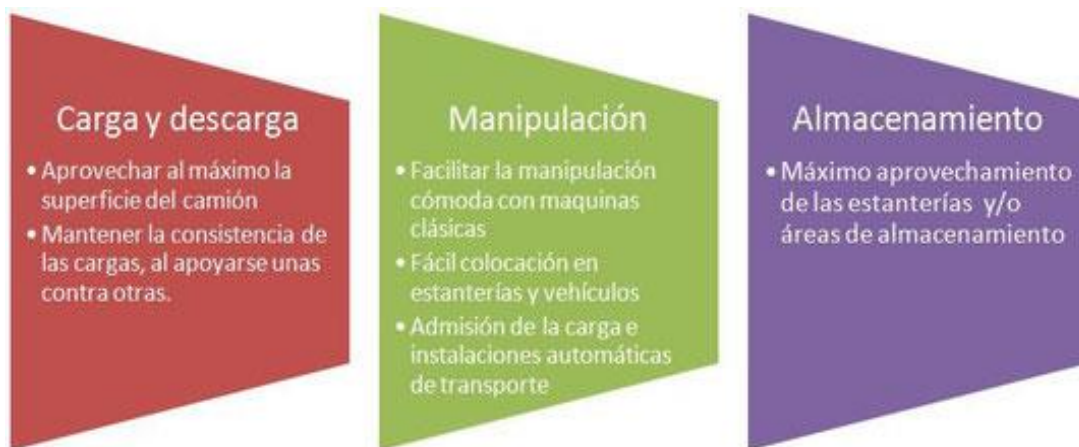 Carga y descarga
• Aprovechar al máximo la
superficie del camión
• Mantener la consistencia de
las cargas, al apoyarse unas
contra otras.
Manipulación
• Facilitar la manipulación
cómoda con maquinas
clásicas
• Fácil colocación en
estanterías y vehículos
• Admisión de la carga e
instalaciones automáticas
de transporte
Almacenamiento
• Máximo aprovechamiento
de las estanterías y/o
áreas de almacenamiento